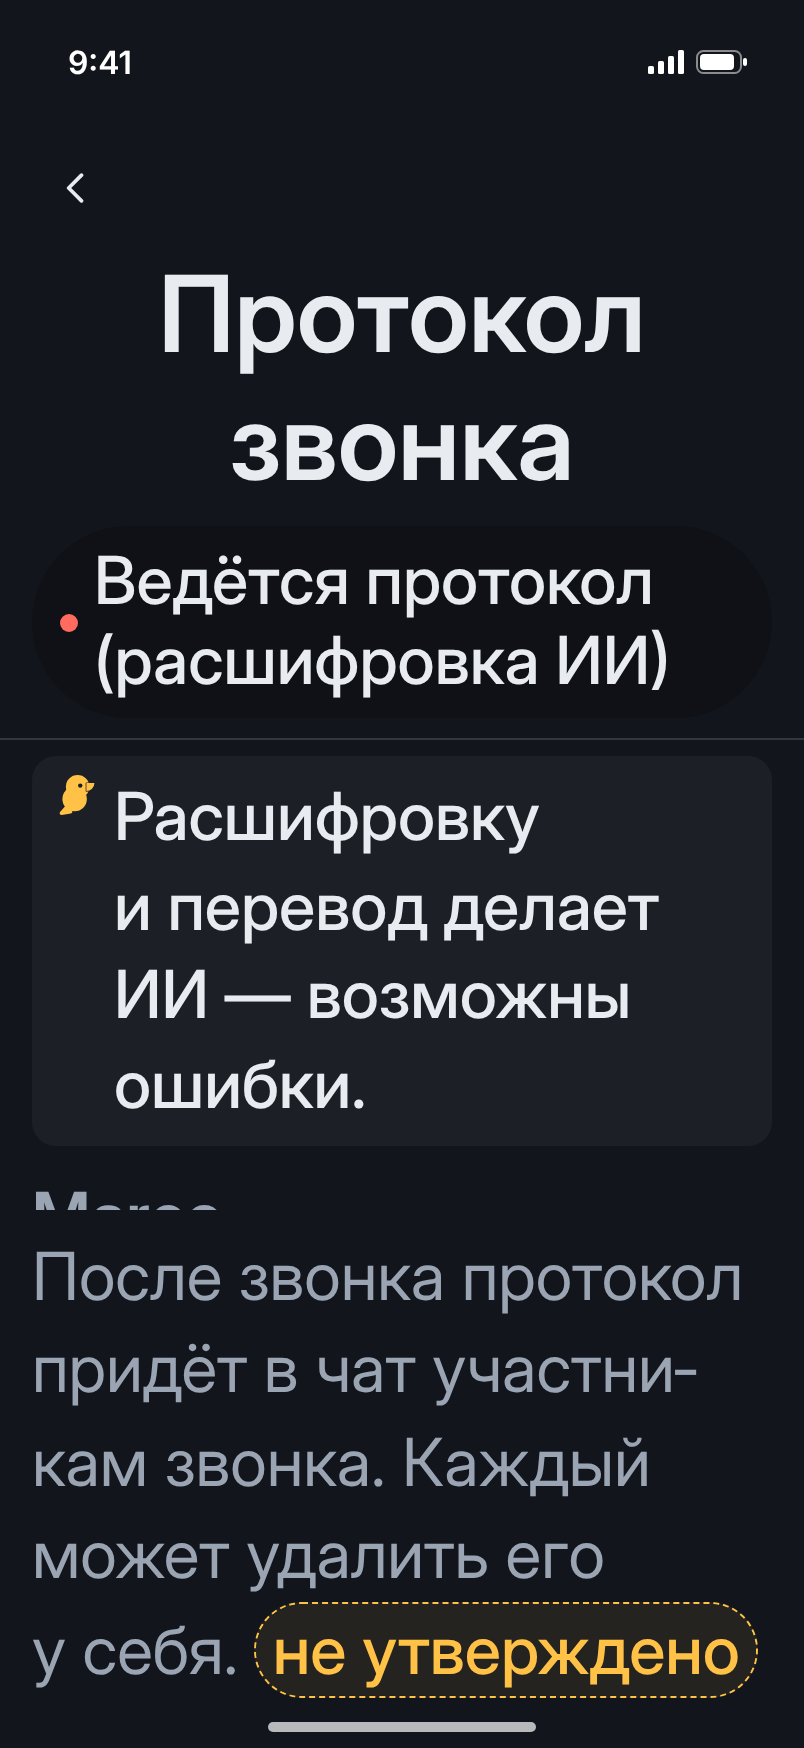 9:41
Протокол
звонка
Ведётся протокол
(расшифровка ИИ)
Расшифровку
и перевод делает
ИИ — возможны
ошибки.
После звонка протокол
придёт в чат участни-
кам звонка. Каждый
может удалить его
у себя. не утверждено